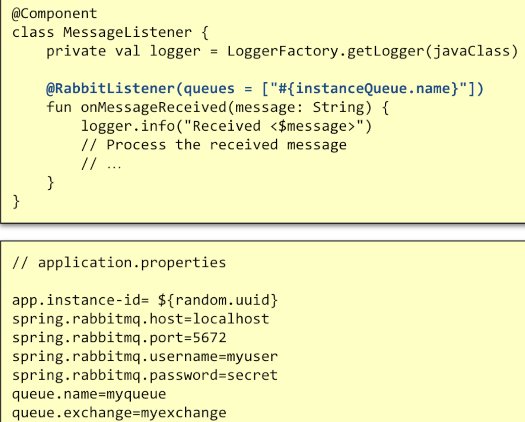 @Component
class MessageListener {
    private val logger = LoggerFactory.getLogger(javaClass)
    @RabbitListener(queues = ["#{instanceQueue.name}"])
    fun onMessageReceived(message: String) {
        logger.info("Received <$message>")
        // Process the received message
        // …
    }
}
// application.properties
app.instance-id= ${random.uuid}
spring.rabbitmq.host=localhost
spring.rabbitmq.port=5672
spring.rabbitmq.username=myuser
spring.rabbitmq.password=secret
queue.name=myqueue
queue.exchange=myexchange